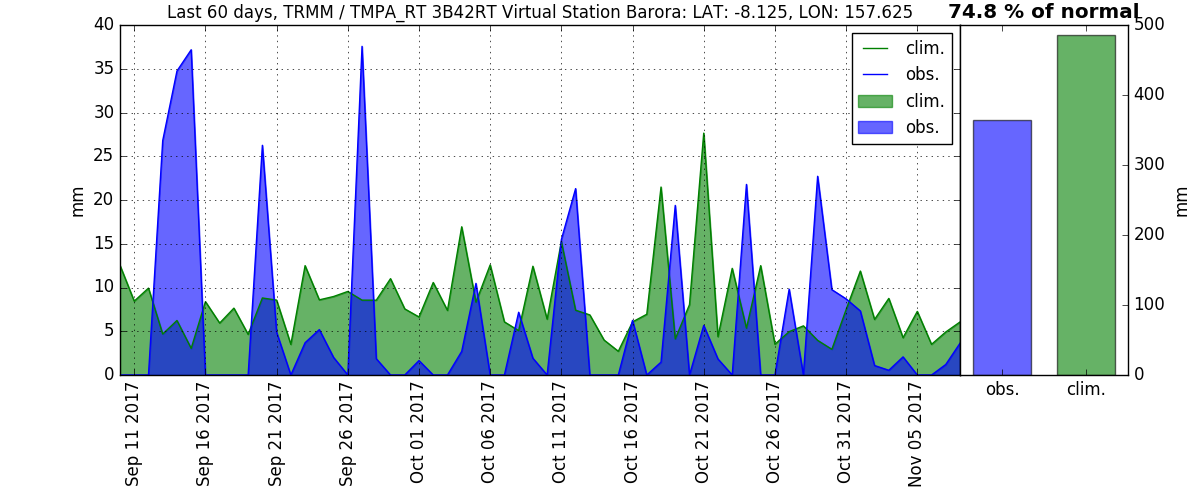 Last 60 days, TRMM / TMPA_RT 3B42RT Virtual Station Barora: LAT: -8.125, LON: 157.625
74.8 % of normal
40
35
30
25
20
15
10
5
0
mm
clim.
obs.
clim.
obs.
500
400
300
200
100
0
mm
obs.
clim.
Sep 11 2017
Sep 16 2017
Sep 21 2017
Sep 26 2017
Oct 01 2017
Oct 06 2017
Oct 11 2017
Oct 16 2017
Oct 21 2017
Oct 26 2017
Oct 31 2017
Nov 05 2017